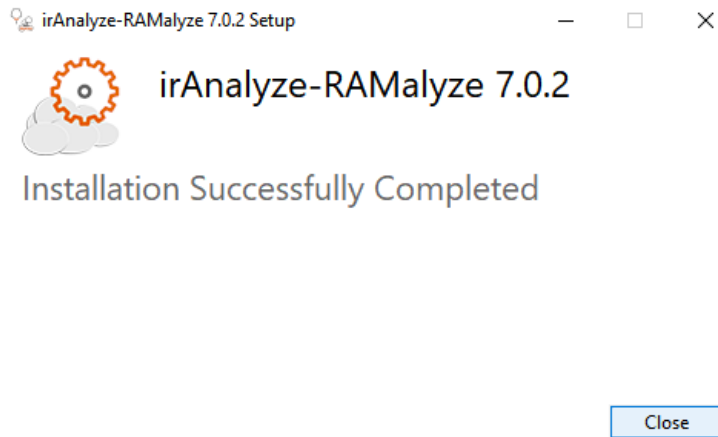 irAnalyze-RAMalyze 7.0.2 Setup
irAnalyze-RAMalyze 7.0.2
Installation Successfully Completed
Close